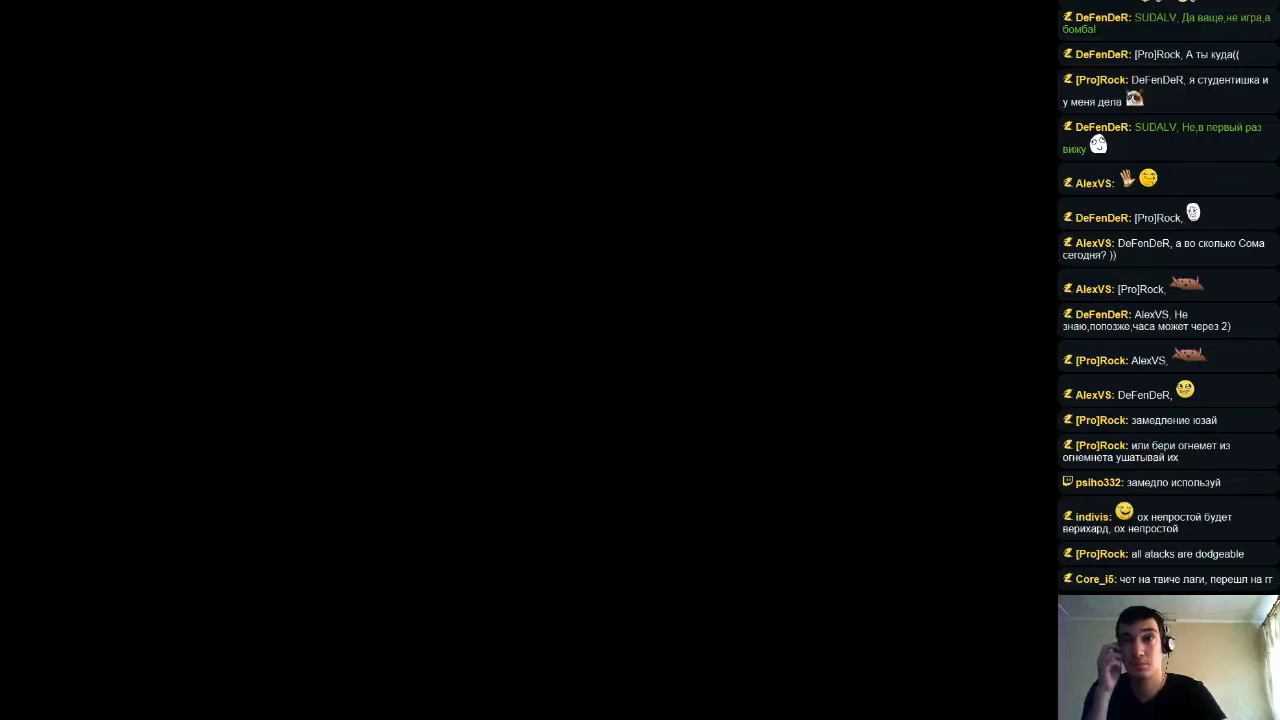 DeFenDeR: SUDALV, Да ваще,не игра,а
бомба!
DeFenDeR: [Pro]Rock, А ты куда((
[Pro]Rock: DeFenDeR, я студентишка и
у меня дела
DeFenDeR: SUDALV, Не,в первый раз
вижу
AlexVS:
DeFenDeR: [Pro]Rock,
AlexVS: DeFenDeR, а во сколько Сома
сегодня? ))
AlexVS: [Pro]Rock,
DeFenDeR: AlexVS, Не
знаю,попозже,часа может через 2)
[Pro]Rock: AlexVS,
AlexVS: DeFenDeR,
[Pro]Rock: замедление юзай
[Pro]Rock: или бери огнемет из
огнемнета ушатывай их
psiho332: замедло используй
indivis: ох непростой будет
верихард, ох непростой
[Pro]Rock: all atacks are dodgeable
Core_i5: чет на твиче лаги, перешл на гг